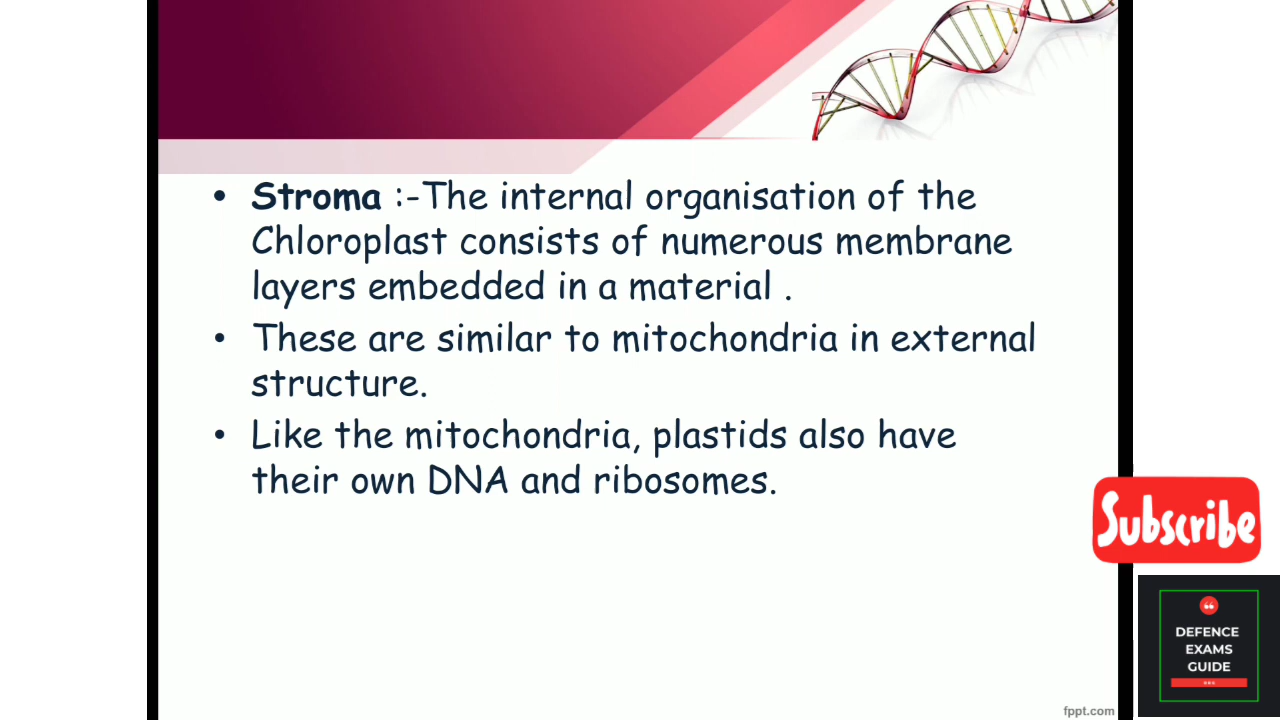 • Stroma :-The internal organisation of the
Chloroplast consists of numerous membrane
layers embedded in a material .
• These are similar to mitochondria in external
structure.
• Like the mitochondria, plastids also have
their own DNA and ribosomes.
Subscribe
DEFENCE
EXAMS
GUIDE
fppt.com